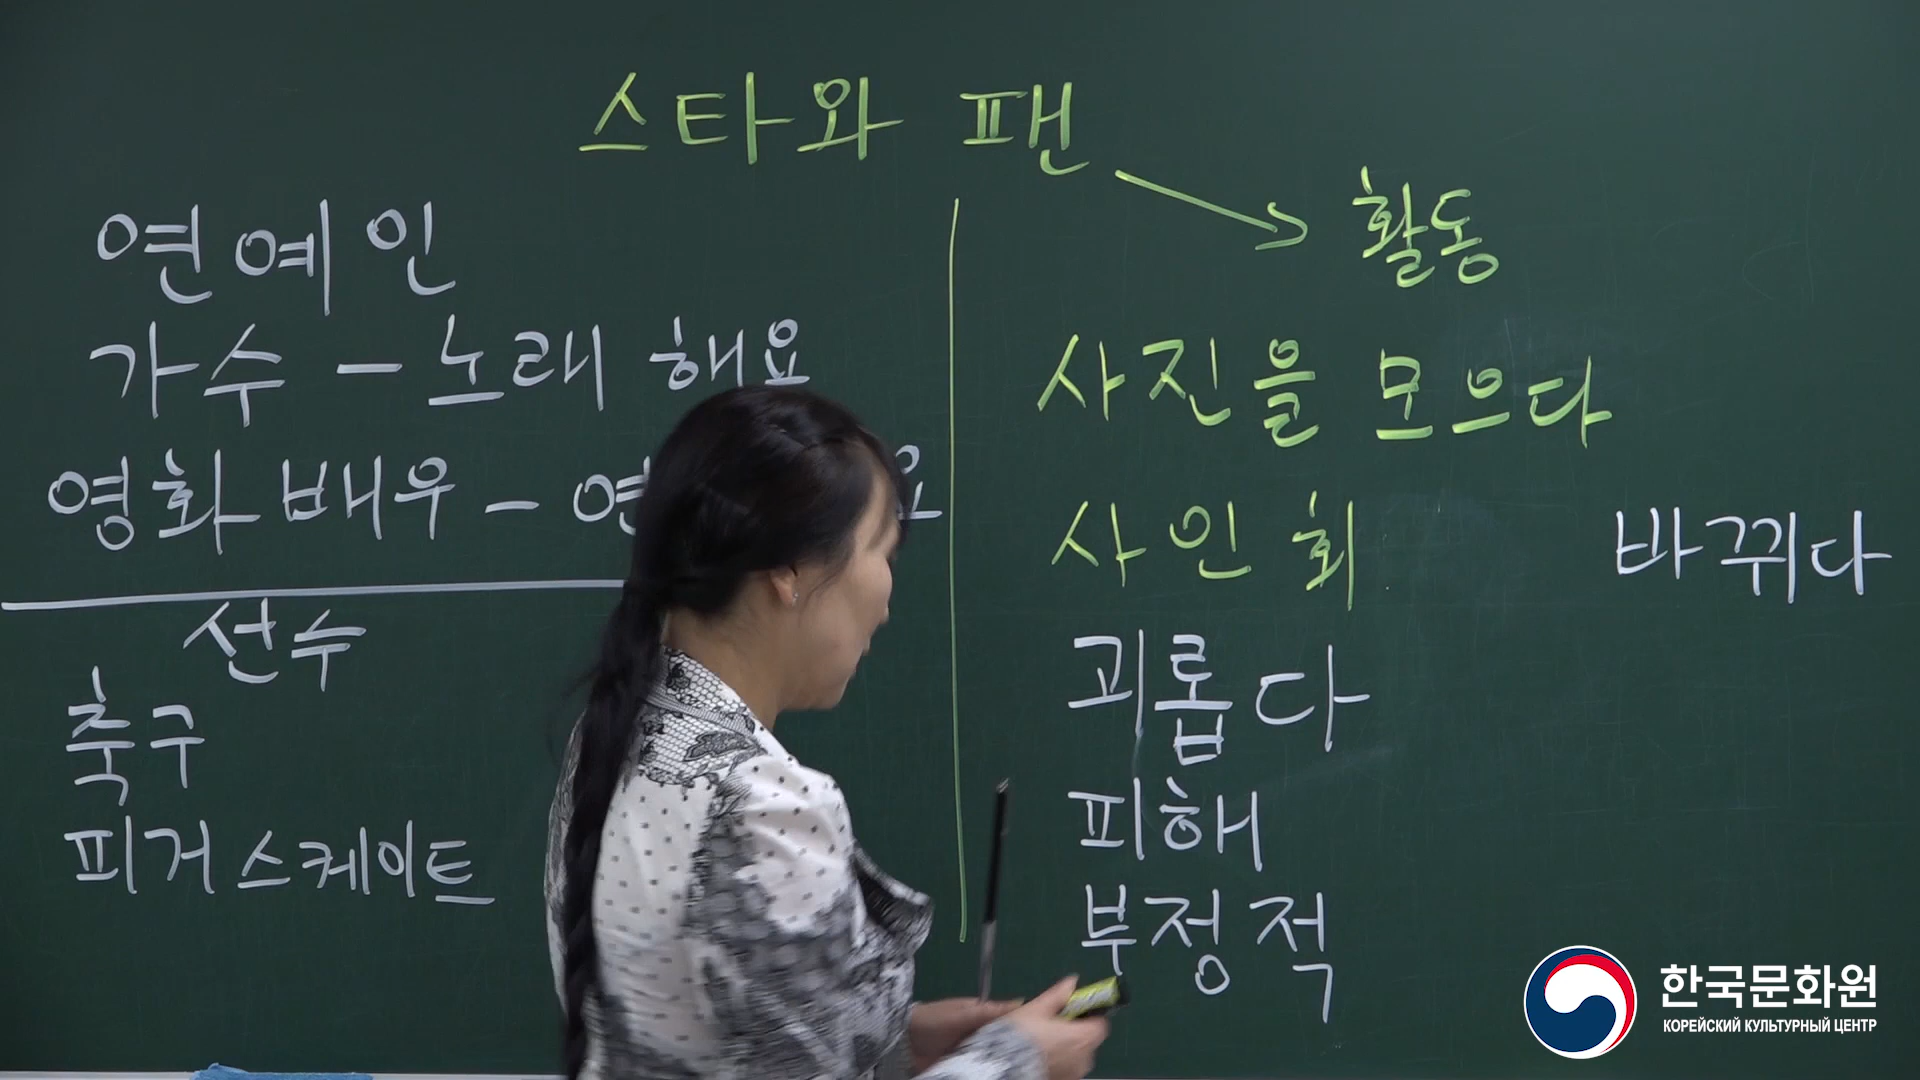 스타와 팬
활동
연예인
가수 - 노래 해요
영화 배우 -
선수
축구
피거 스케이트
사진을 모으다
사인회
바뀌다
괴롭다
피해
부정적
한국문화원
КОРЕЙСКИЙ КУЛЬТУРНЫЙ ЦЕНТР